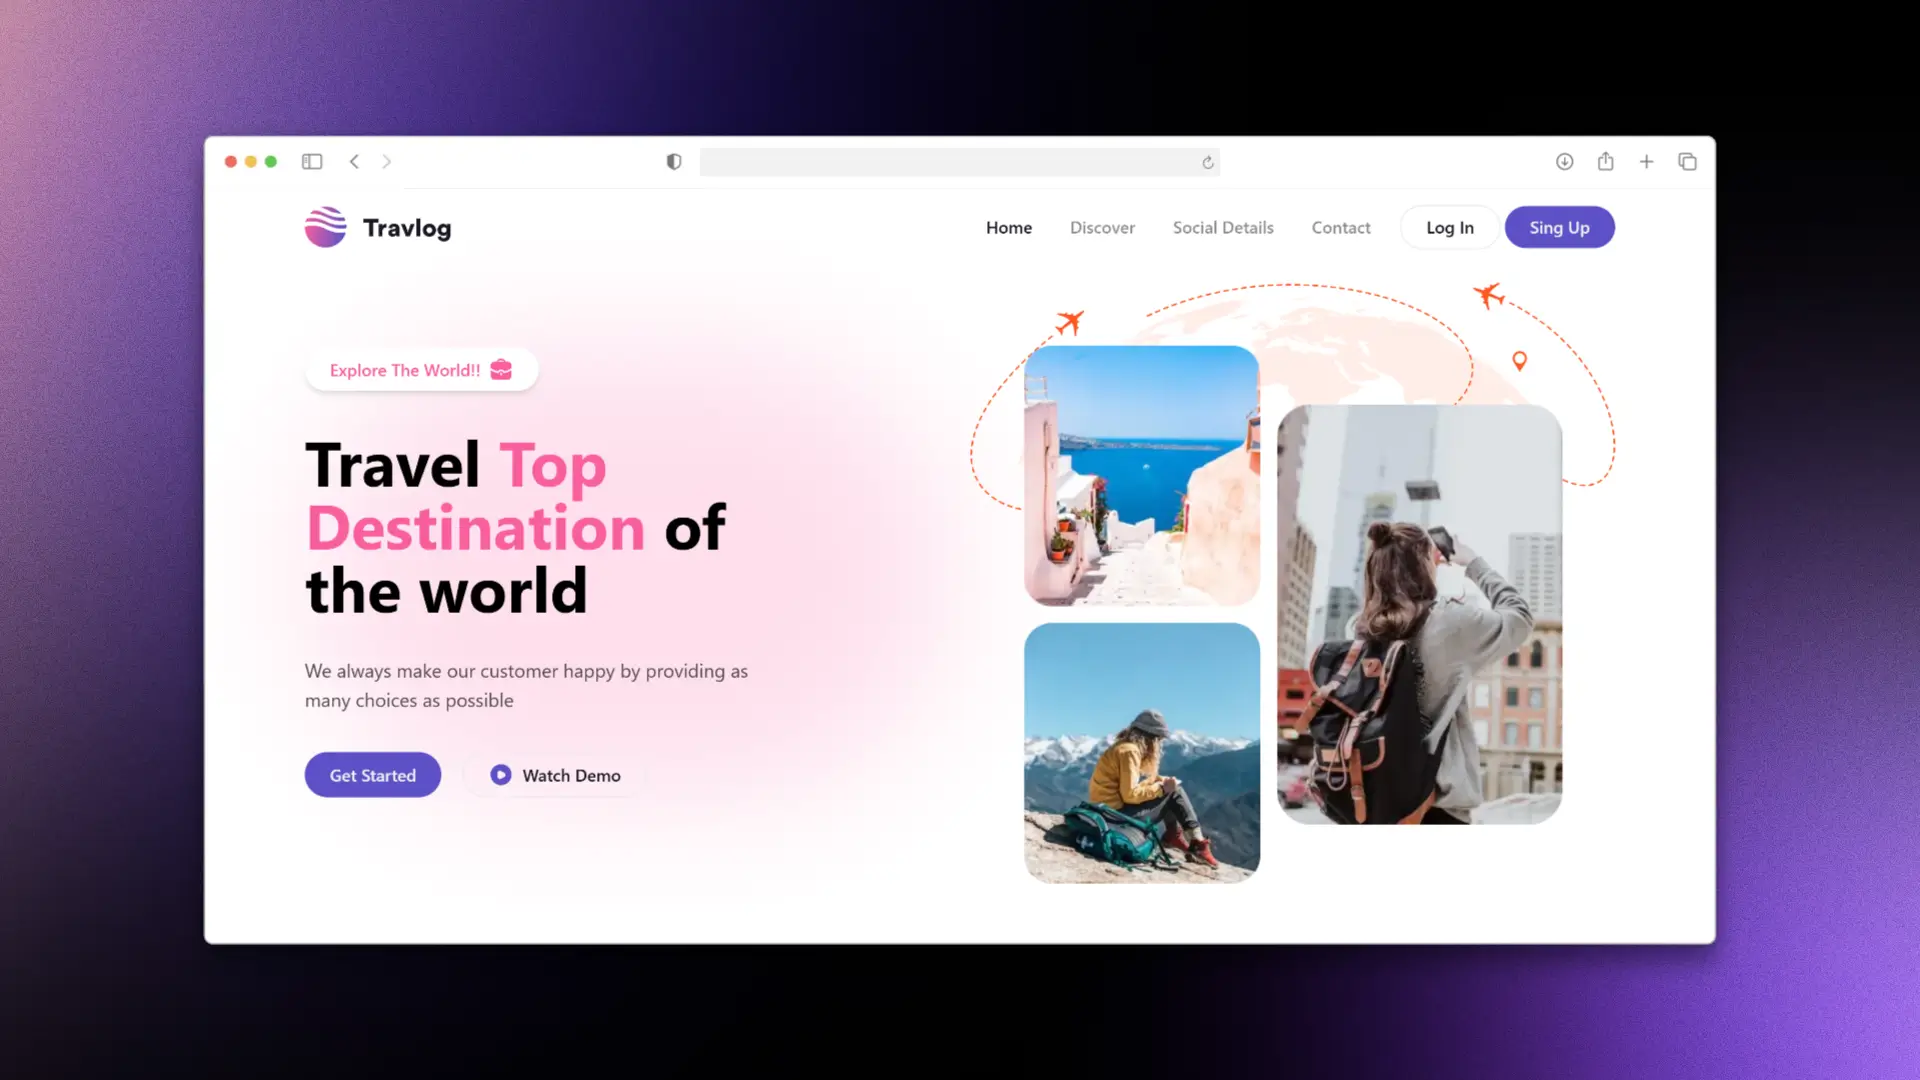 Travlog
Home
Discover
Social Details
Contact
Log In
Sing Up
Explore The World!!
Travel Top
Destination of
the world
We always make our customer happy by providing as
many choices as possible
Get Started
Watch Demo